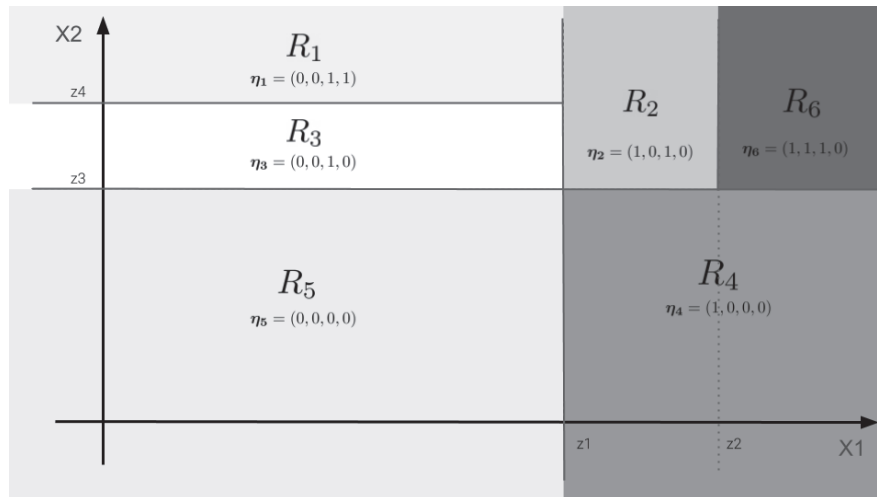 X2
R₁
η₁ = (0, 0, 1, 1)
z4
R₃
η₃ = (0, 0, 1, 0)
z3
R₂
η₂ = (1, 0, 1, 0)
R₆
η₆ = (1, 1, 1, 0)
R₅
η₅ = (0, 0, 0, 0)
R₄
η₄ = (1, 0, 0, 0)
z1
z2
X1